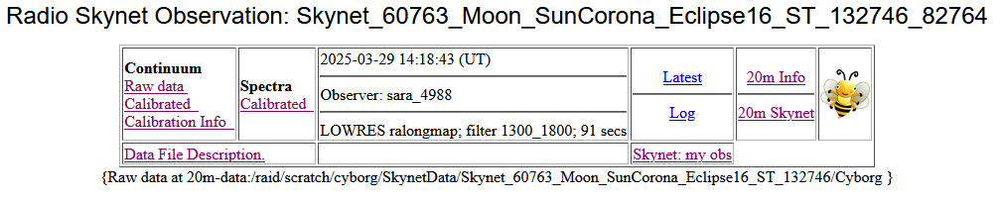 Radio Skynet Observation: Skynet_60763_Moon_SunCorona_Eclipse16_ST_132746_82764
Continuum
Raw data
Calibrated
Calibration Info
Spectra
Calibrated
2025-03-29 14:18:43 (UT)
Observer: sara_4988
LOWRES ralongmap; filter 1300_1800; 91 secs
Latest
Log
20m Info
20m Skynet
Data File Description.
Skynet: my obs
{Raw data at 20m-data:/raid/scratch/cyborg/SkynetData/Skynet_60763_Moon_SunCorona_Eclipse16_ST_132746/Cyborg }